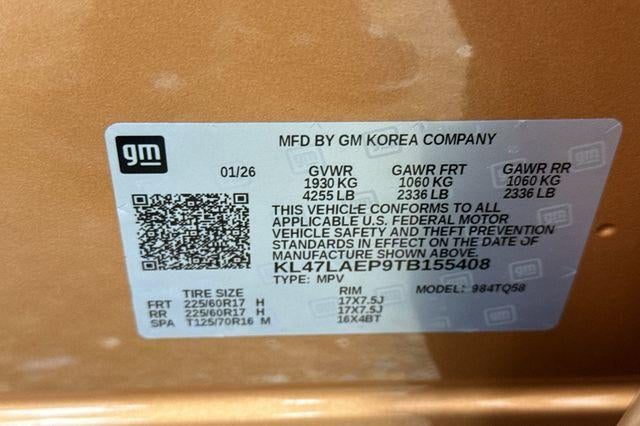 gm
MFD BY GM KOREA COMPANY
01/26 GVWR GAWR FRT GAWR RR
1930 KG 1060 KG 1060 KG
4255 LB 2336 LB 2336 LB
THIS VEHICLE CONFORMS TO ALL
APPLICABLE U.S. FEDERAL MOTOR
VEHICLE SAFETY AND THEFT PREVENTION
STANDARDS IN EFFECT ON THE DATE OF
MANUFACTURE SHOWN ABOVE.
KL47LAEP9TB155408
TYPE: MPV MODEL: 984TQ58
TIRE SIZE RIM
FRT 225/60R17 H 17X7.5J
RR 225/60R17 H 17X7.5J
SPA T125/70R16 M 16X4BT